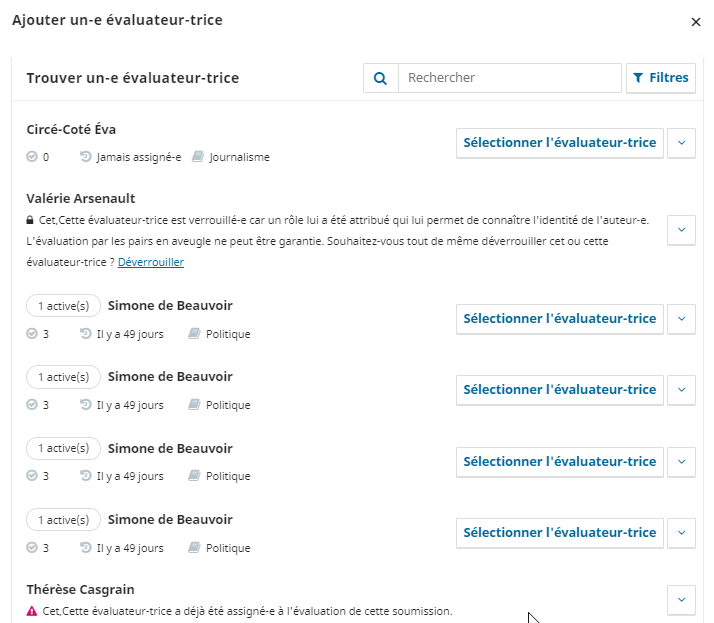 Ajouter un-e évaluateur-trice
Trouver un-e évaluateur-trice
Rechercher
Filtres
Circé-Coté Éva
Sélectionner l'évaluateur-trice
0 Jamais assigné-e Journalisme
Valérie Arsenault
Cet,Cette évaluateur-trice est verrouillé-e car un rôle lui a été attribué qui lui permet de connaître l'identité de l'auteur-e.
L'évaluation par les pairs en aveugle ne peut être garantie. Souhaitez-vous tout de même déverrouiller cet ou cette
évaluateur-trice ? Déverrouiller
1 active(s) Simone de Beauvoir
Sélectionner l'évaluateur-trice
3 Il y a 49 jours Politique
1 active(s) Simone de Beauvoir
Sélectionner l'évaluateur-trice
3 Il y a 49 jours Politique
1 active(s) Simone de Beauvoir
Sélectionner l'évaluateur-trice
3 Il y a 49 jours Politique
1 active(s) Simone de Beauvoir
Sélectionner l'évaluateur-trice
3 Il y a 49 jours Politique
Thérèse Casgrain
Cet,Cette évaluateur-trice a déjà été assigné-e à l'évaluation de cette soumission.